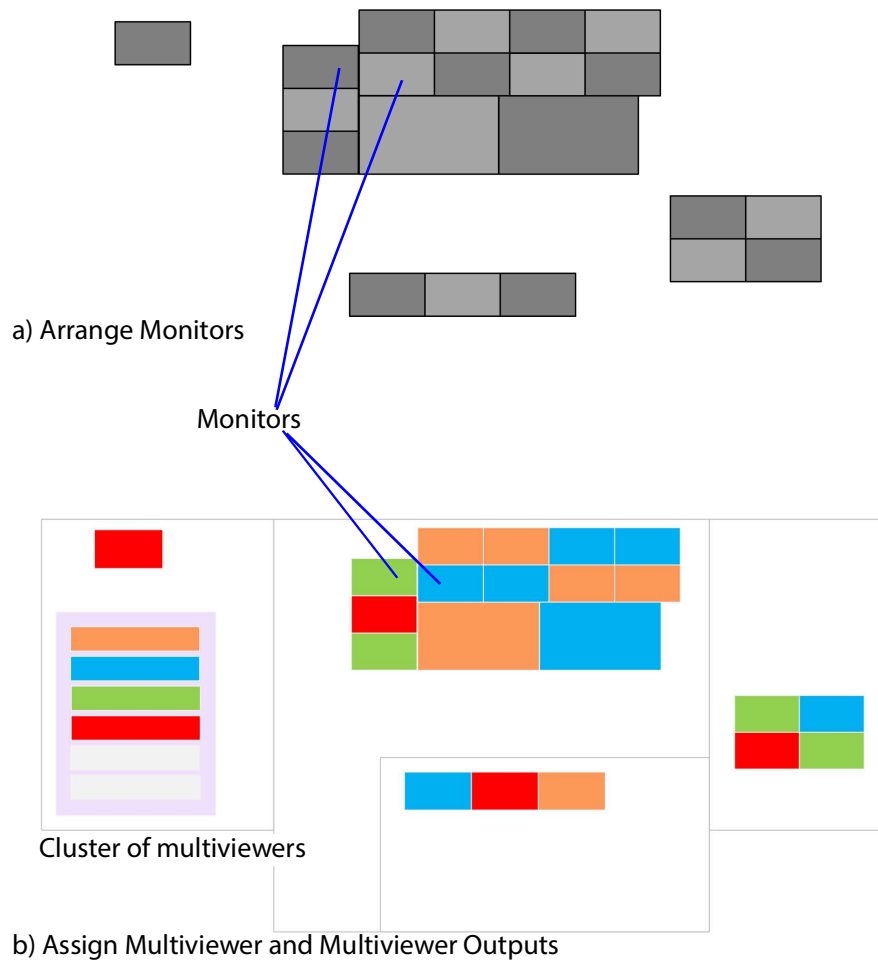 a) Arrange Monitors
Monitors
Cluster of multiviewers
b) Assign Multiviewer and Multiviewer Outputs